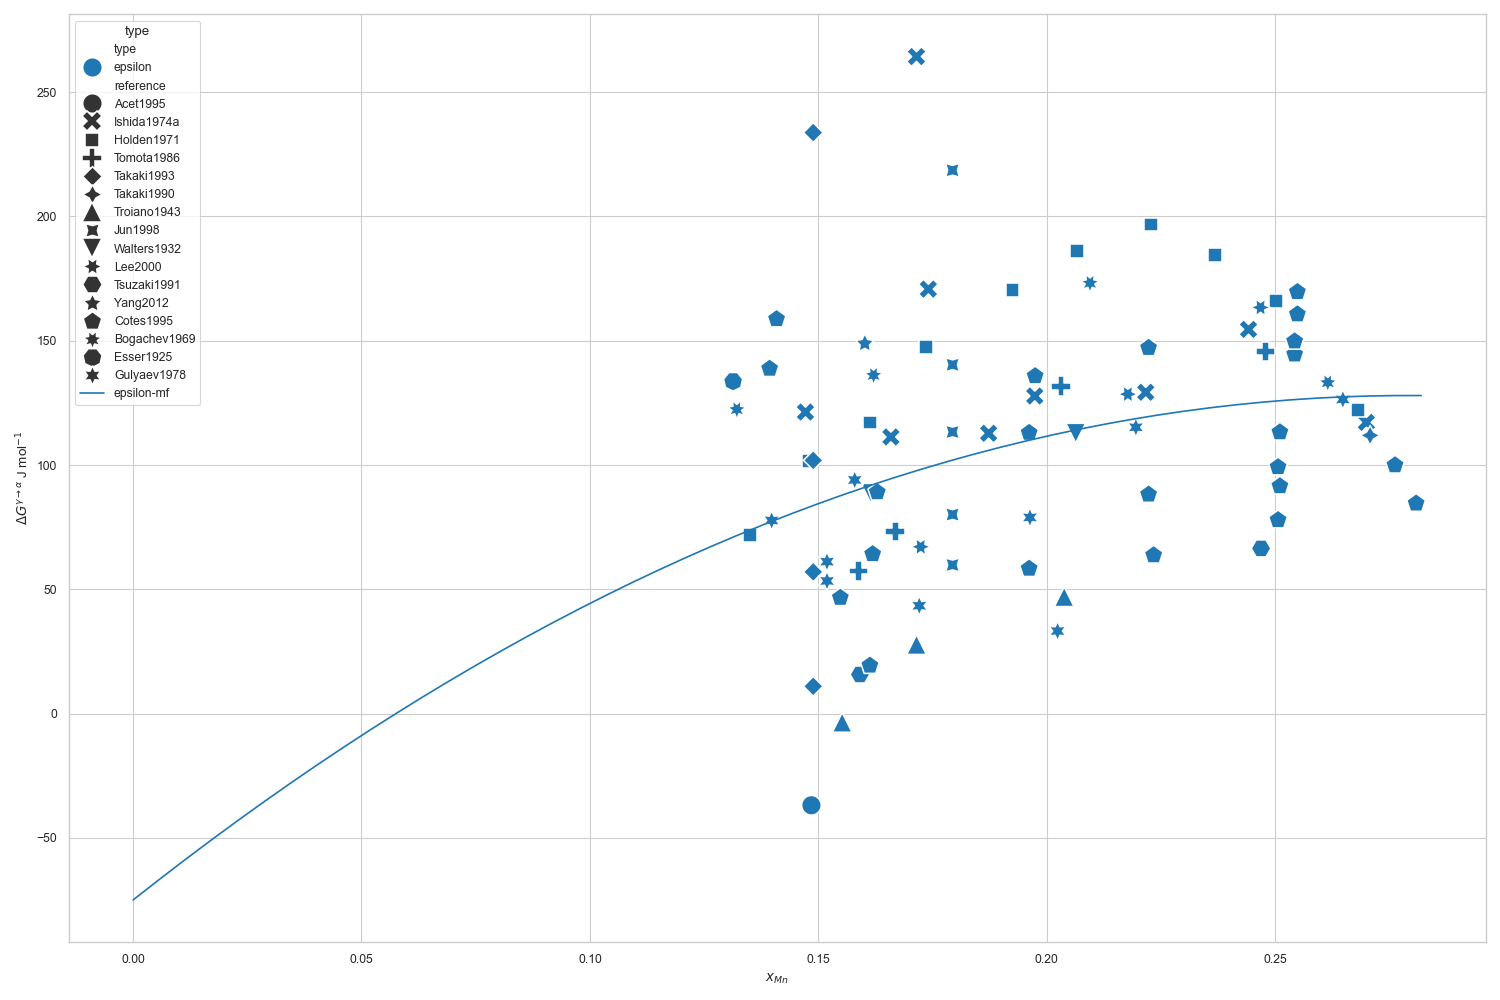 type
type
epsilon
reference
Acet1995
Ishida1974a
Holden1971
Tomota1986
Takaki1993
Takaki1990
Troiano1943
Jun1998
Walters1932
Lee2000
Tsuzaki1991
Yang2012
Cotes1995
Bogachev1969
Esser1925
Gulyaev1978
epsilon-mf
250
200
150
100
50
0
−50
ΔG^{γ→α} J mol^{−1}
0.00 0.05 0.10 0.15 0.20 0.25
x_{Mn}